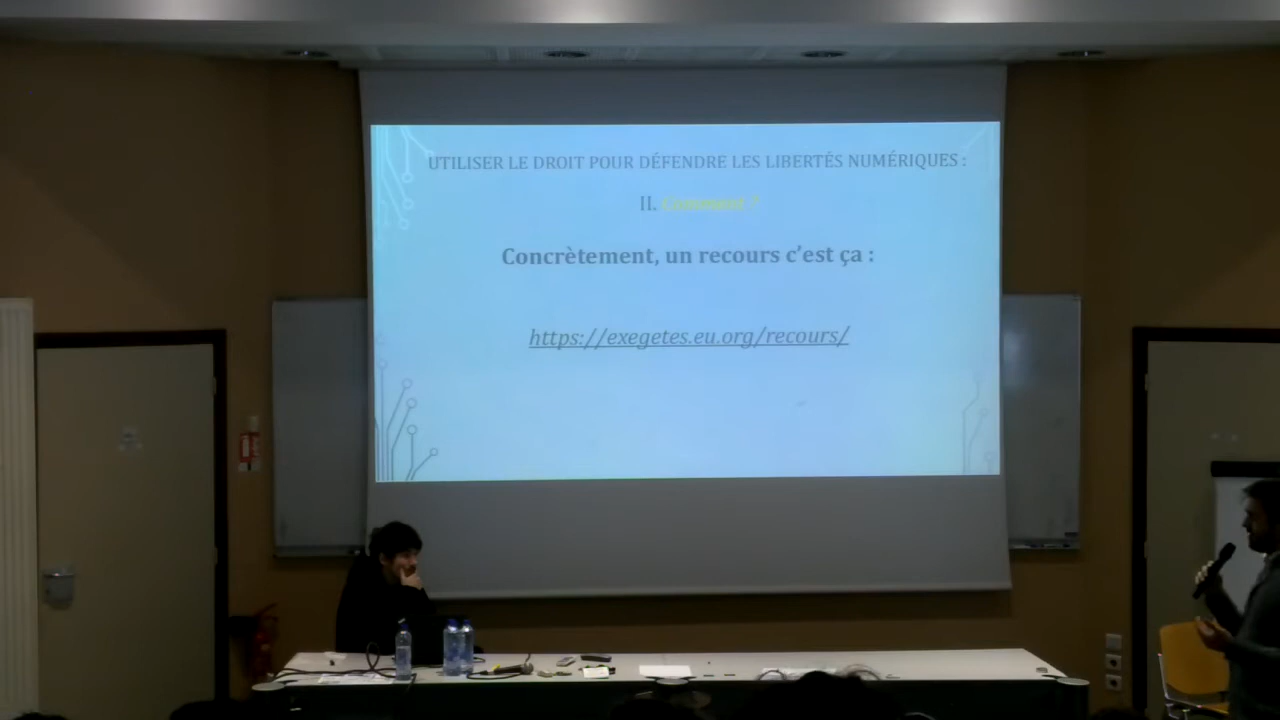 UTILISER LE DROIT POUR DÉFENDRE LES LIBERTÉS NUMÉRIQUES :
II. Comment ?
Concrètement, un recours c'est ça :
https://exegetes.eu.org/recours/